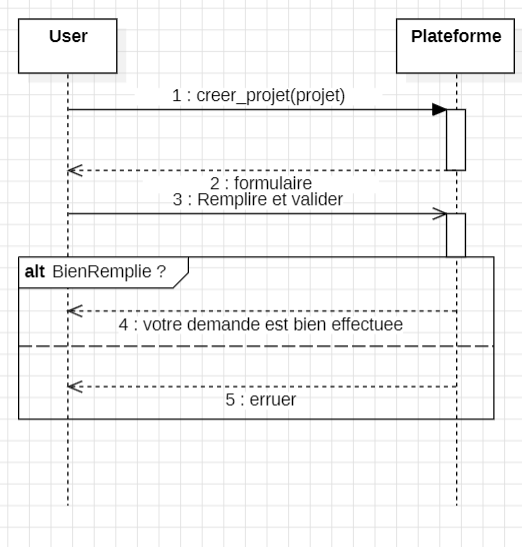 User
Plateforme
1 : creer_projet(projet)
2 : formulaire
3 : Remplire et valider
alt BienRemplie ?
4 : votre demande est bien effectuee
5 : erruer